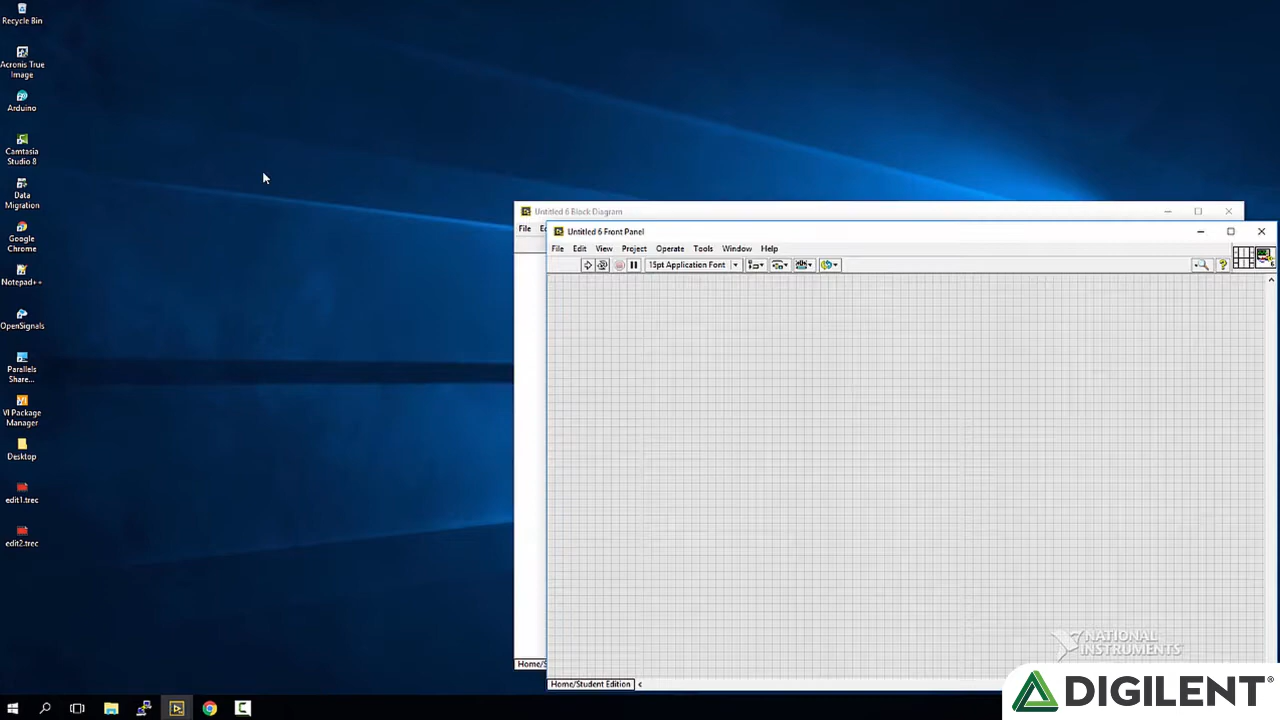 Recycle Bin
Acronis True
Image
Arduino
Camtasia
Studio 8
Data
Migration
Google
Chrome
Notepad++
OpenSignals
Parallels
Share...
VI Package
Manager
Desktop
edit1.trec
edit2.trec
Untitled 6 Block Diagram
File
Untitled 6 Front Panel
File Edit View Project Operate Tools Window Help
15pt Application Font
NATIONAL
INSTRUMENTS
Home/S
Home/Student Edition
DIGILENT®